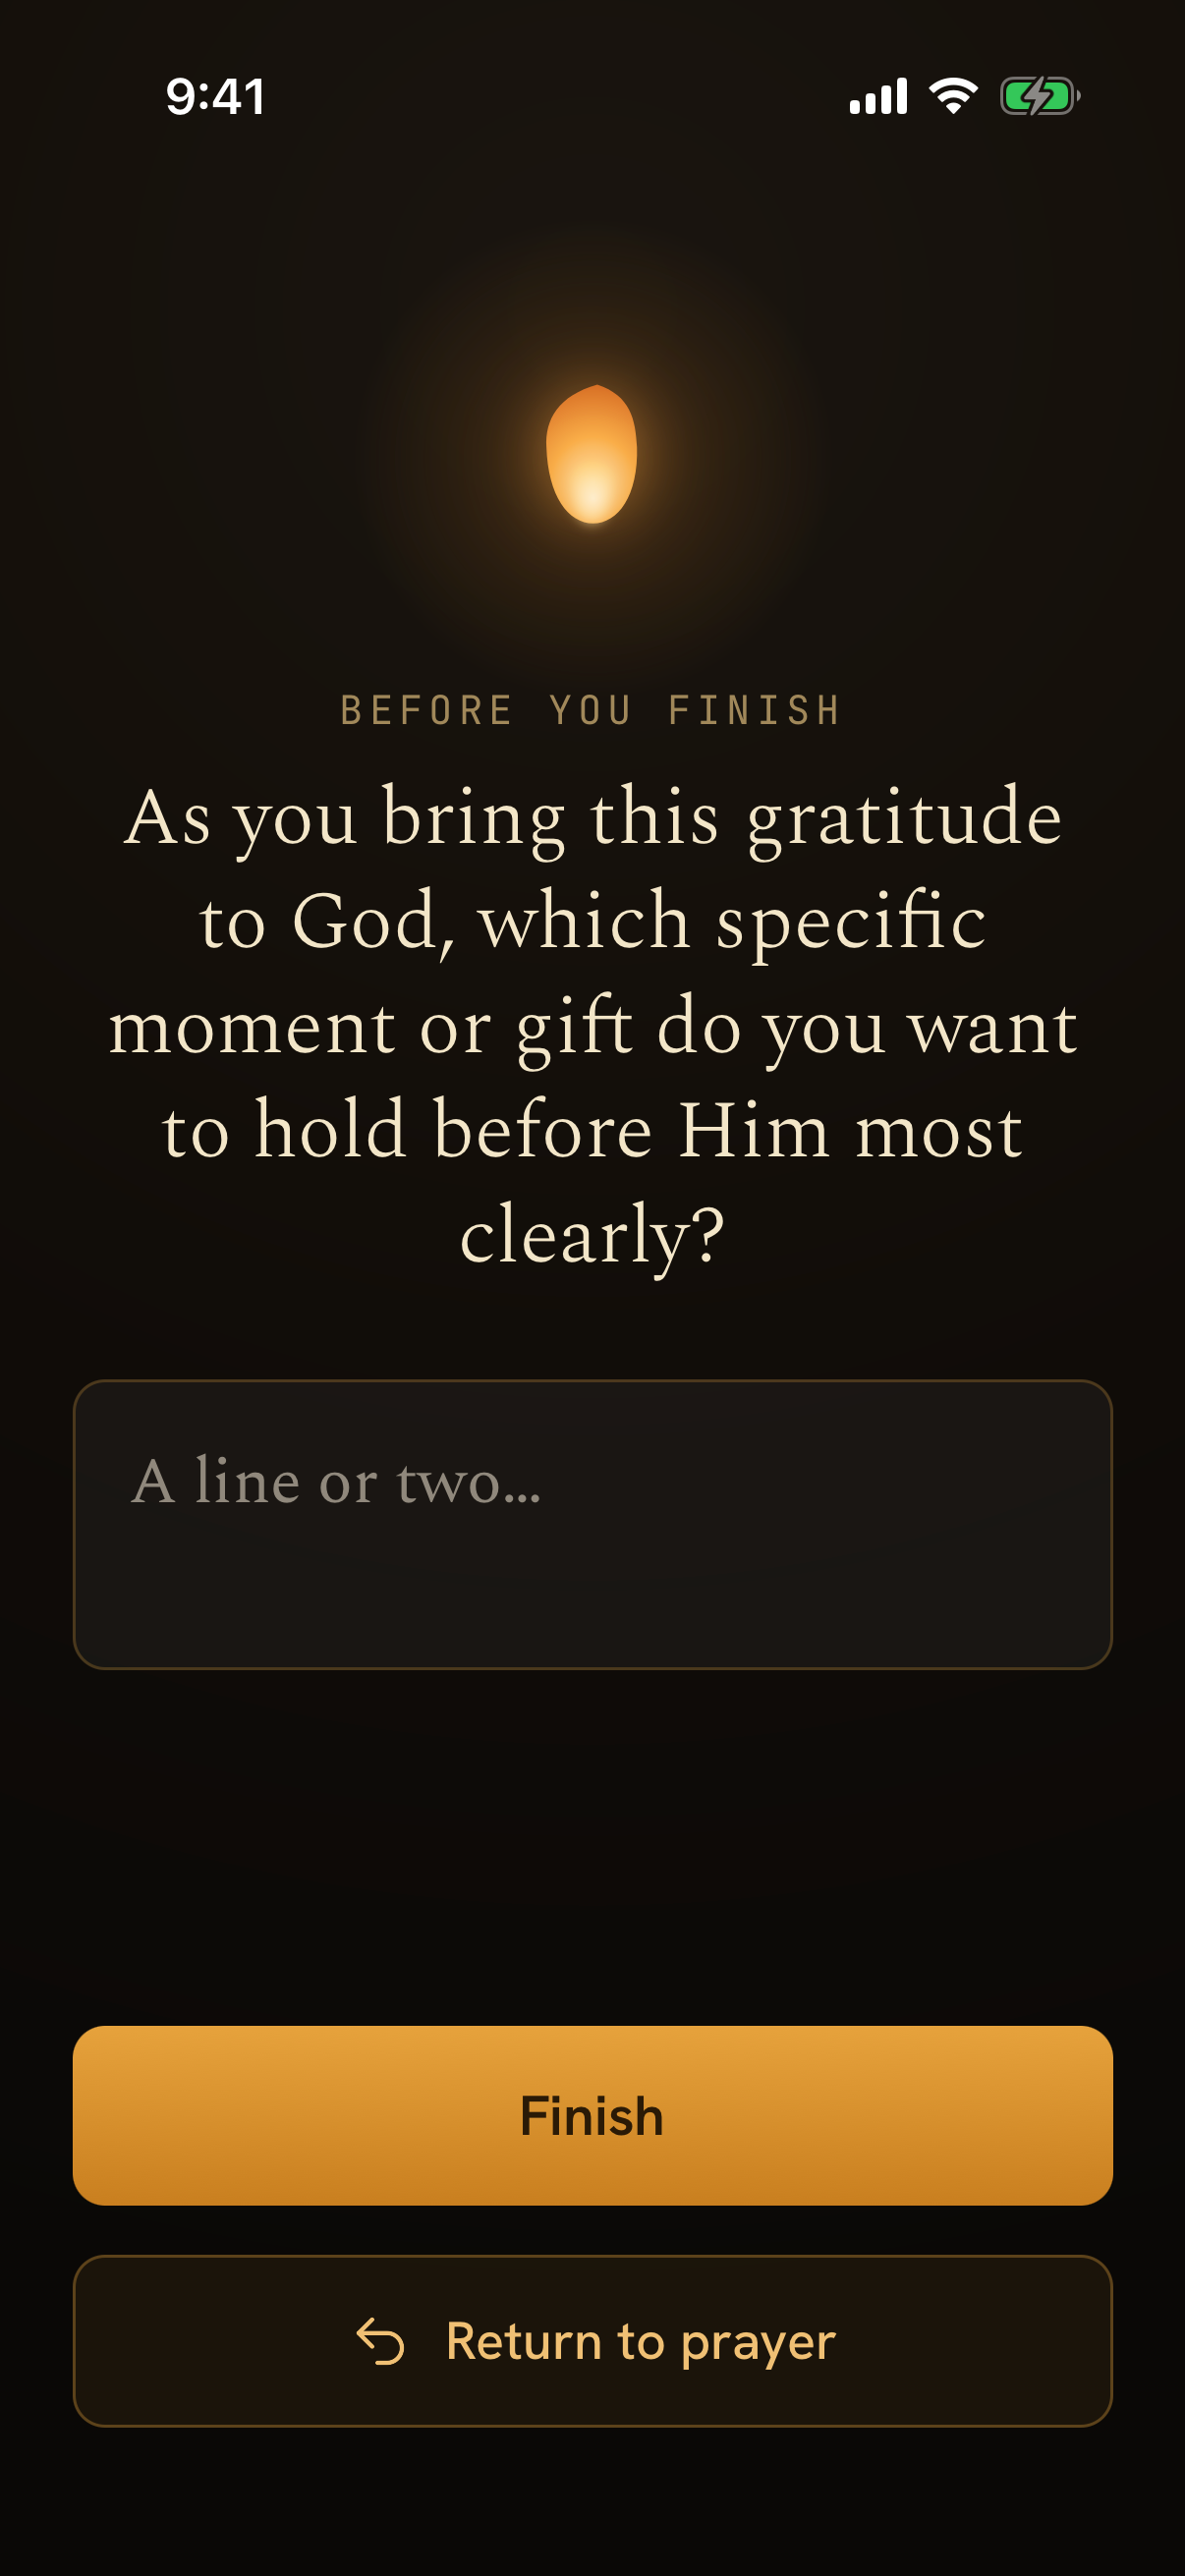 9:41
BEFORE YOU FINISH
As you bring this gratitude
to God, which specific
moment or gift do you want
to hold before Him most
clearly?
A line or two…
Finish
Return to prayer